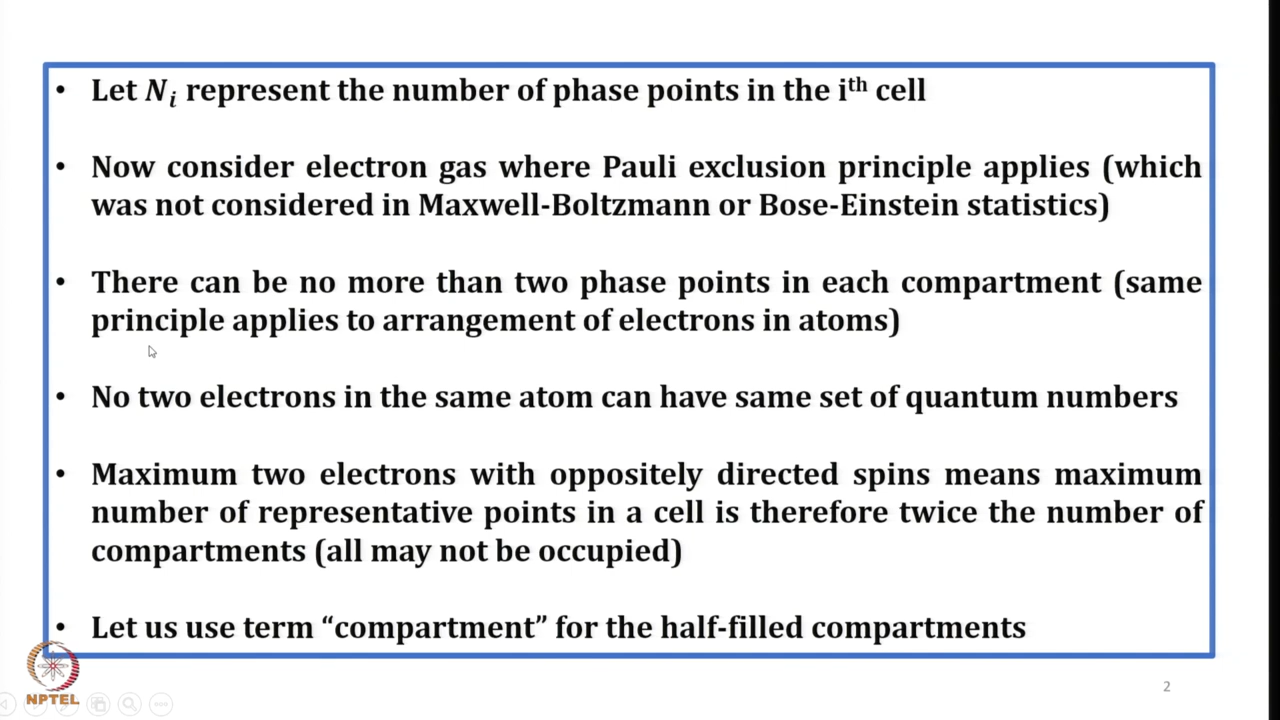 • Let Nᵢ represent the number of phase points in the iᵗʰ cell
• Now consider electron gas where Pauli exclusion principle applies (which
was not considered in Maxwell-Boltzmann or Bose-Einstein statistics)
• There can be no more than two phase points in each compartment (same
principle applies to arrangement of electrons in atoms)
• No two electrons in the same atom can have same set of quantum numbers
• Maximum two electrons with oppositely directed spins means maximum
number of representative points in a cell is therefore twice the number of
compartments (all may not be occupied)
• Let us use term “compartment” for the half-filled compartments
NPTEL
2